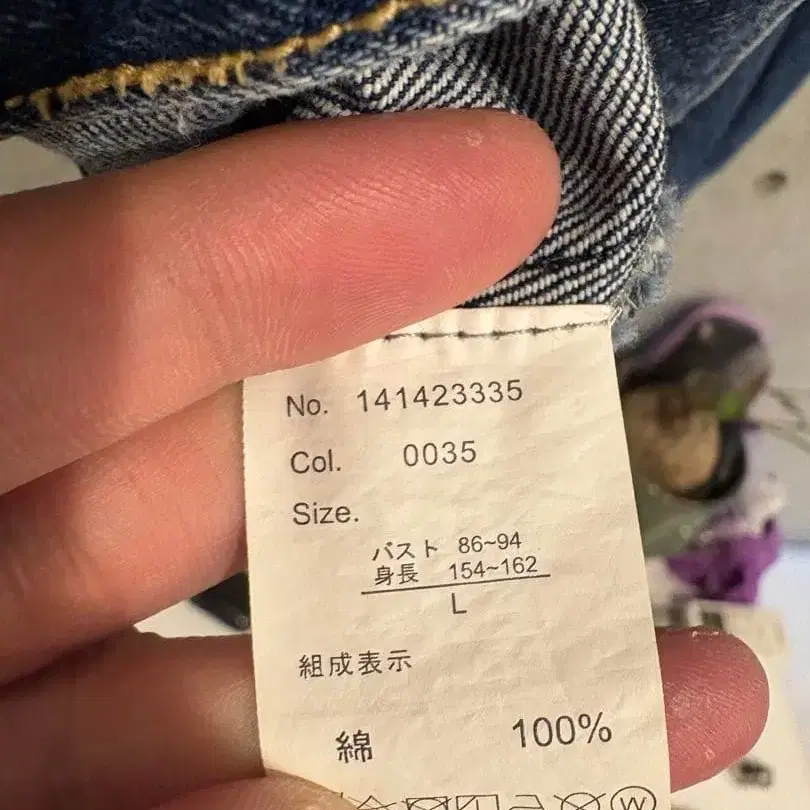 No. 141423335
Col. 0035
Size.
バスト 86~94
身長 154~162
L
組成表示
綿 100%
W